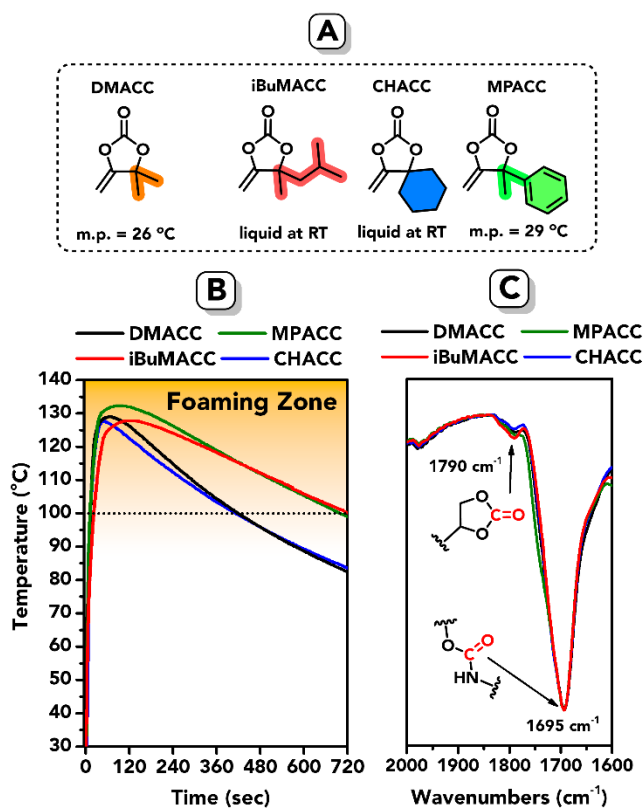 A
DMACC iBuMACC CHACC MPACC
O O O O
O O O O O O O O
m.p. = 26 °C liquid at RT liquid at RT m.p. = 29 °C
B
DMACC MPACC
iBuMACC CHACC
Foaming Zone
Temperature (°C)
140
130
120
110
100
90
80
70
60
50
40
30
0 120 240 360 480 600 720
Time (sec)
C
DMACC MPACC
iBuMACC CHACC
1790 cm⁻¹
O
C=O
O
O
O C
HN
1695 cm⁻¹
2000 1900 1800 1700 1600
Wavenumbers (cm⁻¹)